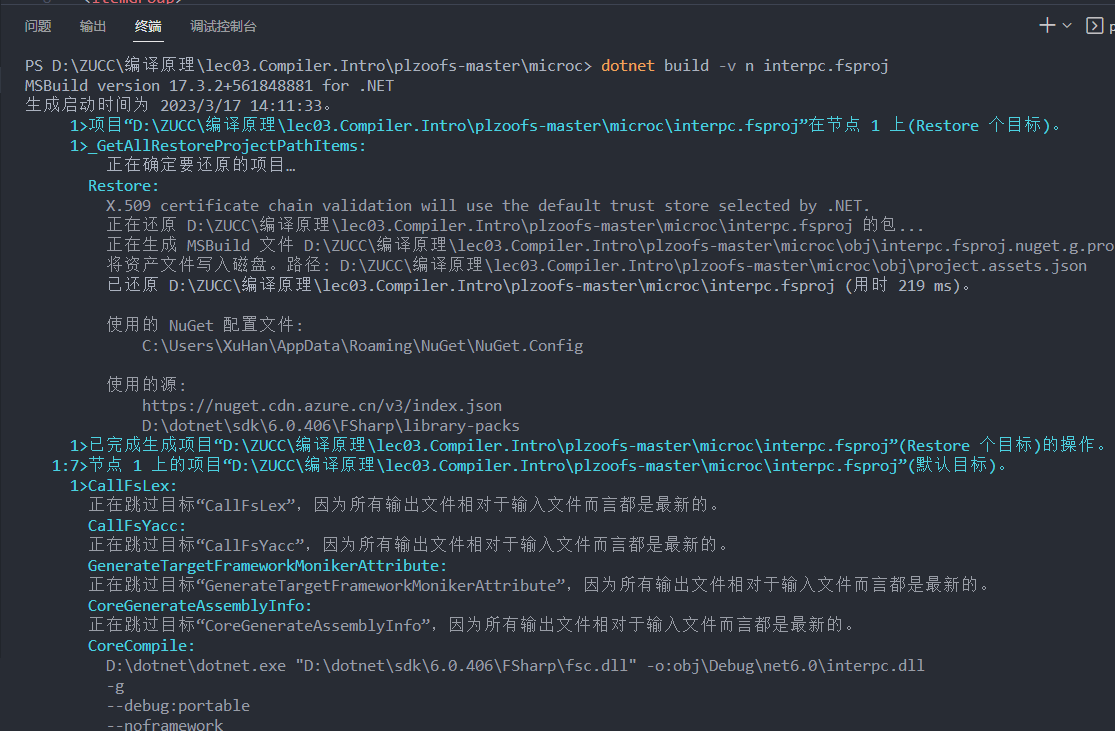 <itemGroup>
问题 输出 终端 调试控制台
PS D:\ZUCC\编译原理\lec03.Compiler.Intro\plzoofs-master\microc> dotnet build -v n interpc.fsproj
MSBuild version 17.3.2+561848881 for .NET
生成启动时间为 2023/3/17 14:11:33。
1>项目“D:\ZUCC\编译原理\lec03.Compiler.Intro\plzoofs-master\microc\interpc.fsproj”在节点 1 上(Restore 个目标)。
1>_GetAllRestoreProjectPathItems:
正在确定要还原的项目…
Restore:
X.509 certificate chain validation will use the default trust store selected by .NET.
正在还原 D:\ZUCC\编译原理\lec03.Compiler.Intro\plzoofs-master\microc\interpc.fsproj 的包...
正在生成 MSBuild 文件 D:\ZUCC\编译原理\lec03.Compiler.Intro\plzoofs-master\microc\obj\interpc.fsproj.nuget.g.pro
将资产文件写入磁盘。路径: D:\ZUCC\编译原理\lec03.Compiler.Intro\plzoofs-master\microc\obj\project.assets.json
已还原 D:\ZUCC\编译原理\lec03.Compiler.Intro\plzoofs-master\microc\interpc.fsproj (用时 219 ms)。
使用的 NuGet 配置文件:
C:\Users\XuHan\AppData\Roaming\NuGet\NuGet.Config
使用的源:
https://nuget.cdn.azure.cn/v3/index.json
D:\dotnet\sdk\6.0.406\FSharp\library-packs
1>已完成生成项目“D:\ZUCC\编译原理\lec03.Compiler.Intro\plzoofs-master\microc\interpc.fsproj”(Restore 个目标)的操作。
1:7>节点 1 上的项目“D:\ZUCC\编译原理\lec03.Compiler.Intro\plzoofs-master\microc\interpc.fsproj”(默认目标)。
1>CallFsLex:
正在跳过目标“CallFsLex”，因为所有输出文件相对于输入文件而言都是最新的。
CallFsYacc:
正在跳过目标“CallFsYacc”，因为所有输出文件相对于输入文件而言都是最新的。
GenerateTargetFrameworkMonikerAttribute:
正在跳过目标“GenerateTargetFrameworkMonikerAttribute”，因为所有输出文件相对于输入文件而言都是最新的。
CoreGenerateAssemblyInfo:
正在跳过目标“CoreGenerateAssemblyInfo”，因为所有输出文件相对于输入文件而言都是最新的。
CoreCompile:
D:\dotnet\dotnet.exe "D:\dotnet\sdk\6.0.406\FSharp\fsc.dll" -o:obj\Debug\net6.0\interpc.dll
-g
--debug:portable
--noframework